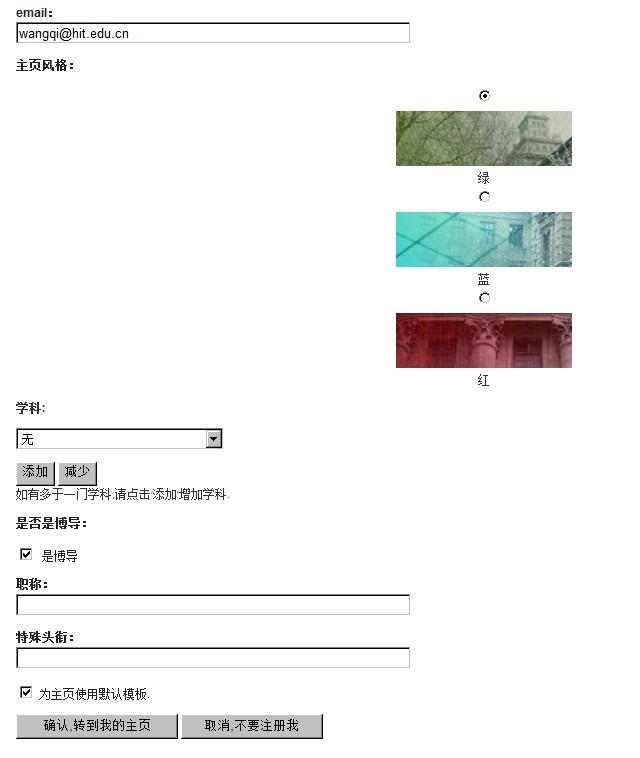 email：
wangqi@hit.edu.cn
主页风格：
绿
蓝
红
学科:
无
添加 减少
如有多于一门学科,请点击'添加'增加学科.
是否是博导：
是博导
职称：
特殊头衔：
为主页使用默认模板.
确认,转到我的主页 取消,不要注册我